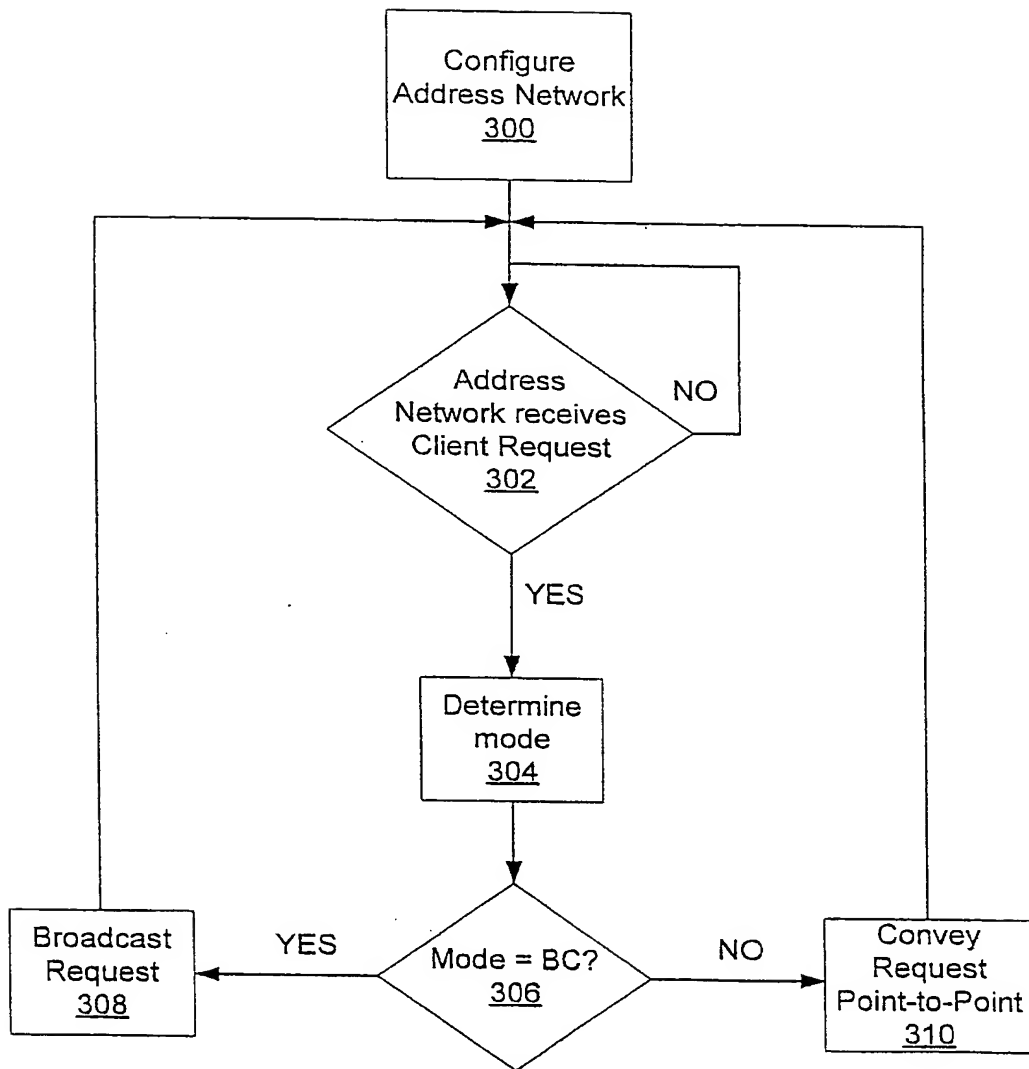 Configure
Address Network
300
Address
Network receives
Client Request
302
NO
YES
Determine
mode
304
Mode = BC?
306
YES
NO
Broadcast
Request
308
Convey
Request
Point-to-Point
310